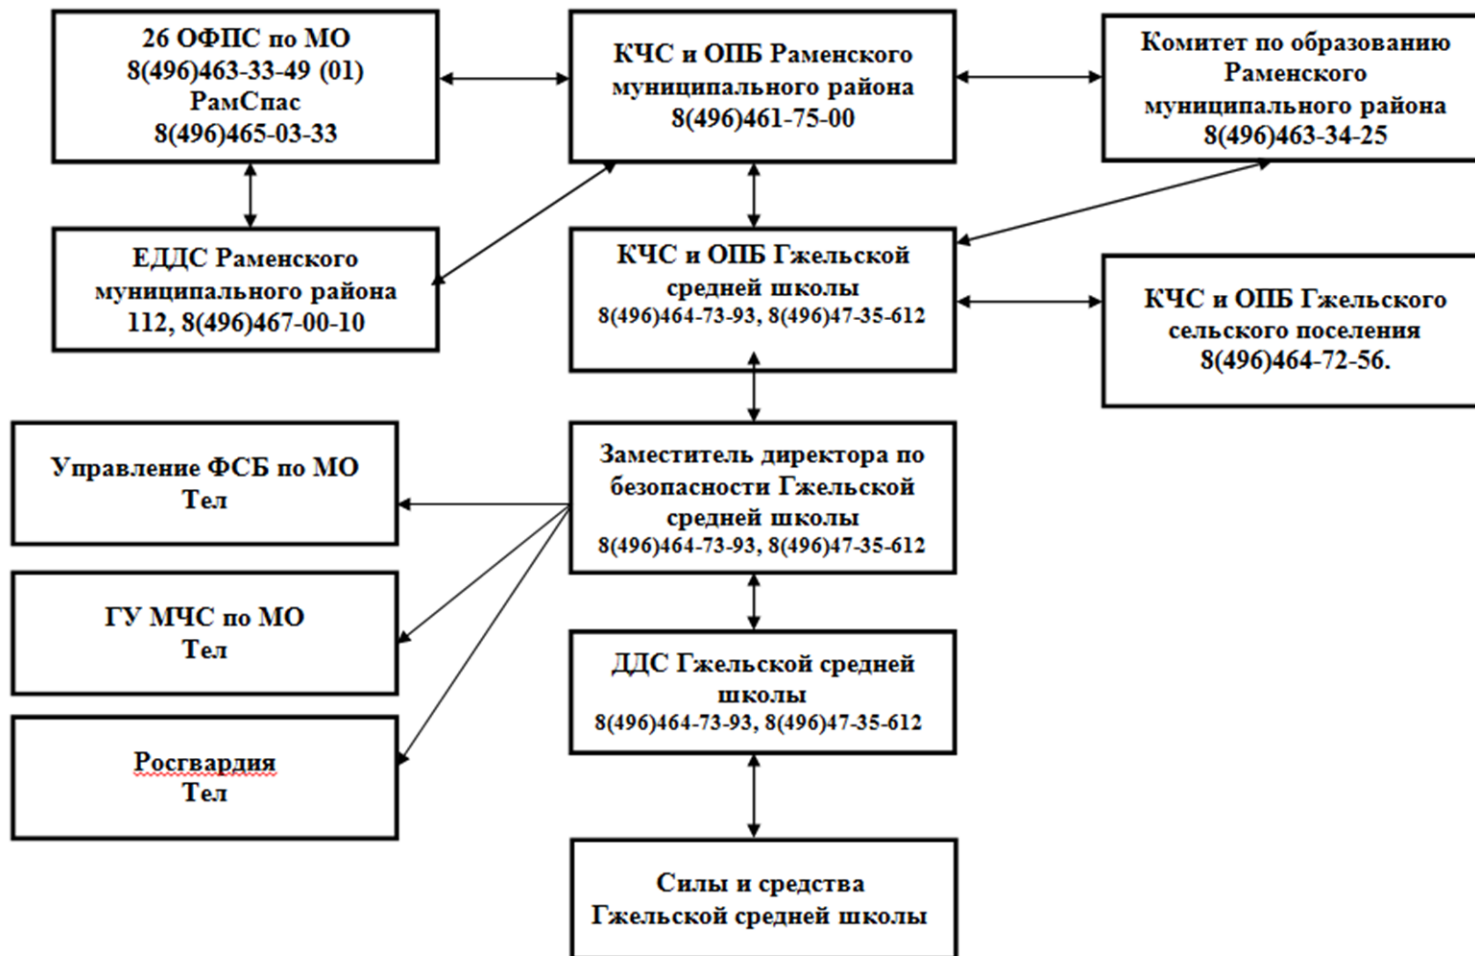 26 ОФПС по МО
8(496)463-33-49 (01)
РамСпас
8(496)465-03-33
КЧС и ОПБ Раменского
муниципального района
8(496)461-75-00
Комитет по образованию
Раменского
муниципального района
8(496)463-34-25
ЕДДС Раменского
муниципального района
112, 8(496)467-00-10
КЧС и ОПБ Гжельской
средней школы
8(496)464-73-93, 8(496)47-35-612
КЧС и ОПБ Гжельского
сельского поселения
8(496)464-72-56.
Управление ФСБ по МО
Тел
Заместитель директора по
безопасности Гжельской
средней школы
8(496)464-73-93, 8(496)47-35-612
ГУ МЧС по МО
Тел
ДДС Гжельской средней
школы
8(496)464-73-93, 8(496)47-35-612
Росгвардия
Тел
Силы и средства
Гжельской средней школы